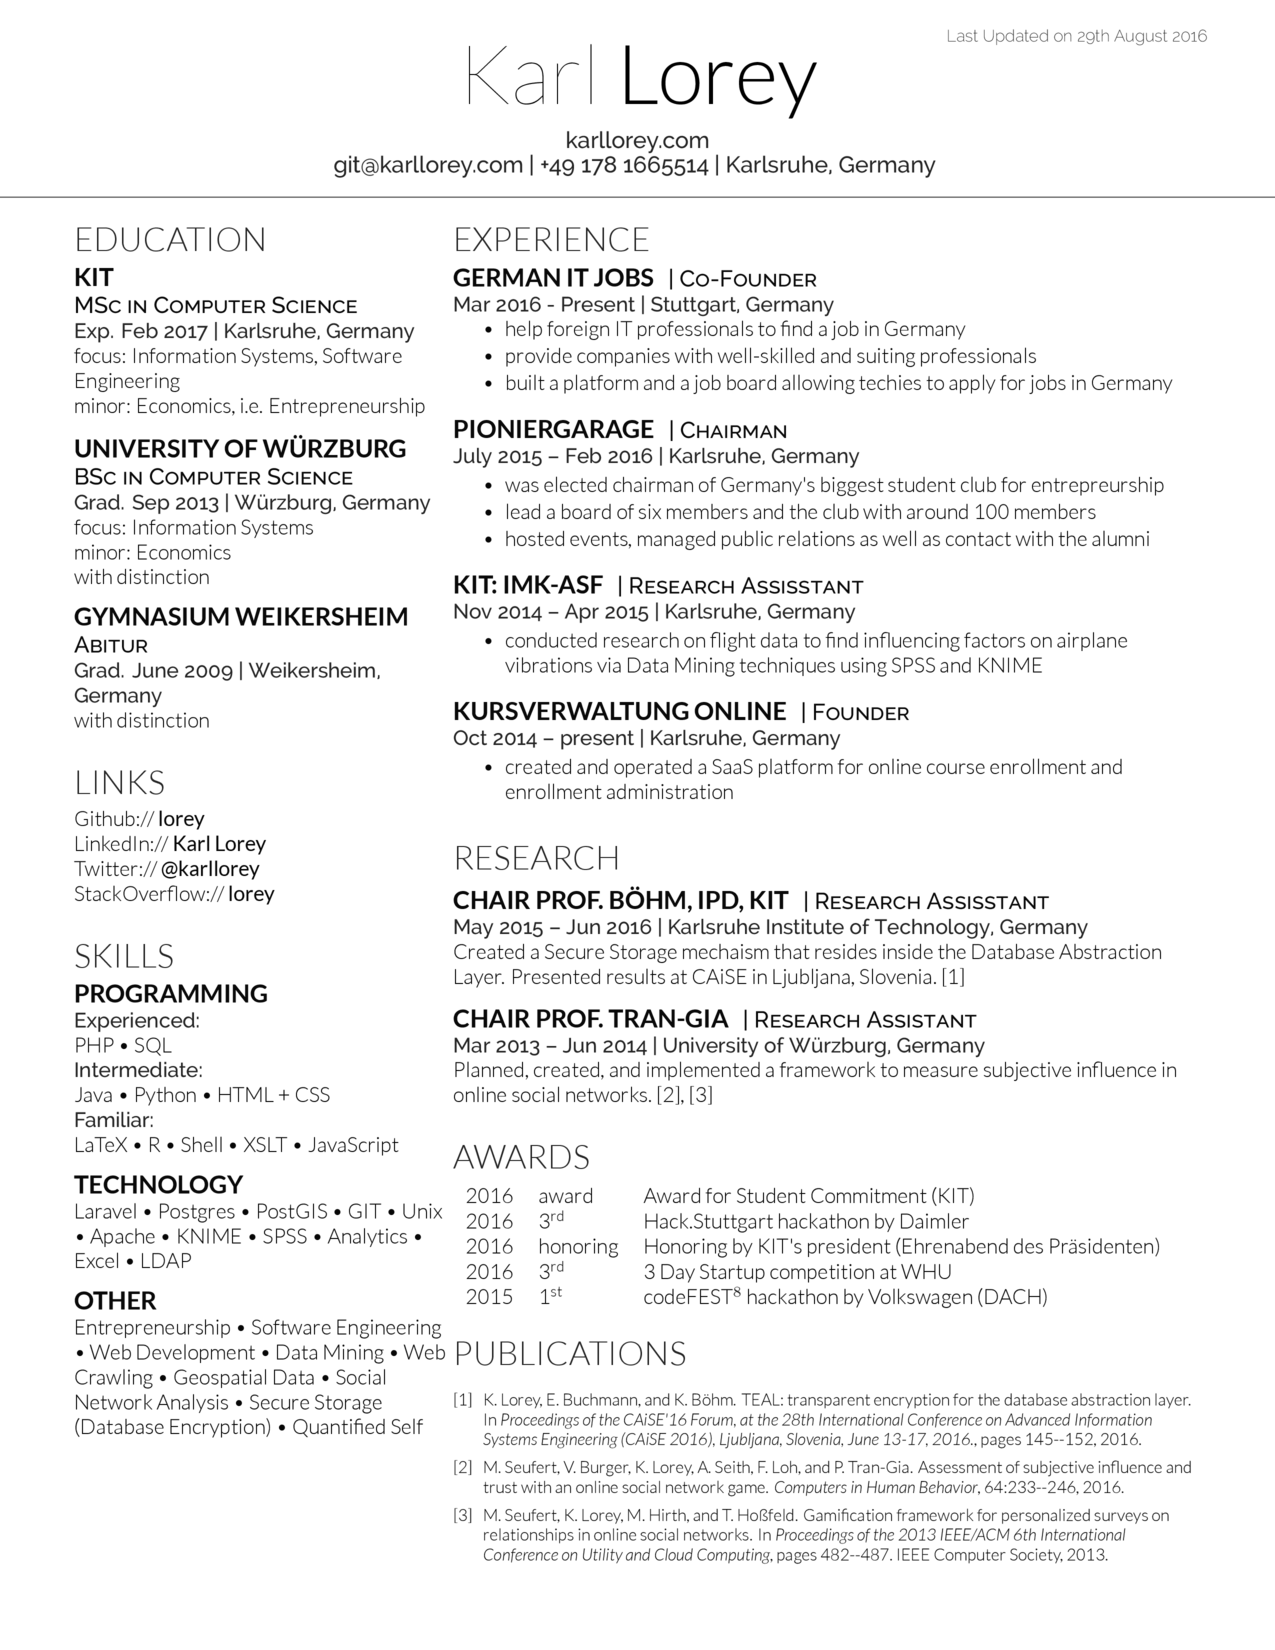 Last Updated on 29th August 2016
Karl Lorey
karllorey.com
git@karllorey.com | +49 178 1665514 | Karlsruhe, Germany
EDUCATION
KIT
MSc in Computer Science
Exp. Feb 2017 | Karlsruhe, Germany
focus: Information Systems, Software
Engineering
minor: Economics, i.e. Entrepreneurship
UNIVERSITY OF WÜRZBURG
BSc in Computer Science
Grad. Sep 2013 | Würzburg, Germany
focus: Information Systems
minor: Economics
with distinction
GYMNASIUM WEIKERSHEIM
Abitur
Grad. June 2009 | Weikersheim,
Germany
with distinction
LINKS
Github:// lorey
LinkedIn:// Karl Lorey
Twitter:// @karllorey
StackOverflow:// lorey
SKILLS
PROGRAMMING
Experienced:
PHP • SQL
Intermediate:
Java • Python • HTML + CSS
Familiar:
LaTeX • R • Shell • XSLT • JavaScript
TECHNOLOGY
Laravel • Postgres • PostGIS • GIT • Unix
• Apache • KNIME • SPSS • Analytics •
Excel • LDAP
OTHER
Entrepreneurship • Software Engineering
• Web Development • Data Mining • Web
Crawling • Geospatial Data • Social
Network Analysis • Secure Storage
(Database Encryption) • Quantified Self
EXPERIENCE
GERMAN IT JOBS | Co-Founder
Mar 2016 - Present | Stuttgart, Germany
• help foreign IT professionals to find a job in Germany
• provide companies with well-skilled and suiting professionals
• built a platform and a job board allowing techies to apply for jobs in Germany
PIONIERGARAGE | Chairman
July 2015 – Feb 2016 | Karlsruhe, Germany
• was elected chairman of Germany's biggest student club for entrepreurship
• lead a board of six members and the club with around 100 members
• hosted events, managed public relations as well as contact with the alumni
KIT: IMK-ASF | Research Assisstant
Nov 2014 – Apr 2015 | Karlsruhe, Germany
• conducted research on flight data to find influencing factors on airplane
vibrations via Data Mining techniques using SPSS and KNIME
KURSVERWALTUNG ONLINE | Founder
Oct 2014 – present | Karlsruhe, Germany
• created and operated a SaaS platform for online course enrollment and
enrollment administration
RESEARCH
CHAIR PROF. BÖHM, IPD, KIT | Research Assisstant
May 2015 – Jun 2016 | Karlsruhe Institute of Technology, Germany
Created a Secure Storage mechaism that resides inside the Database Abstraction
Layer. Presented results at CAiSE in Ljubljana, Slovenia. [1]
CHAIR PROF. TRAN-GIA | Research Assistant
Mar 2013 – Jun 2014 | University of Würzburg, Germany
Planned, created, and implemented a framework to measure subjective influence in
online social networks. [2], [3]
AWARDS
2016 award Award for Student Commitment (KIT)
2016 3rd Hack.Stuttgart hackathon by Daimler
2016 honoring Honoring by KIT's president (Ehrenabend des Präsidenten)
2016 3rd 3 Day Startup competition at WHU
2015 1st codeFEST⁸ hackathon by Volkswagen (DACH)
PUBLICATIONS
[1] K. Lorey, E. Buchmann, and K. Böhm. TEAL: transparent encryption for the database abstraction layer.
In Proceedings of the CAiSE'16 Forum, at the 28th International Conference on Advanced Information
Systems Engineering (CAiSE 2016), Ljubljana, Slovenia, June 13-17, 2016., pages 145--152, 2016.
[2] M. Seufert, V. Burger, K. Lorey, A. Seith, F. Loh, and P. Tran-Gia. Assessment of subjective influence and
trust with an online social network game. Computers in Human Behavior, 64:233--246, 2016.
[3] M. Seufert, K. Lorey, M. Hirth, and T. Hoßfeld. Gamification framework for personalized surveys on
relationships in online social networks. In Proceedings of the 2013 IEEE/ACM 6th International
Conference on Utility and Cloud Computing, pages 482--487. IEEE Computer Society, 2013.